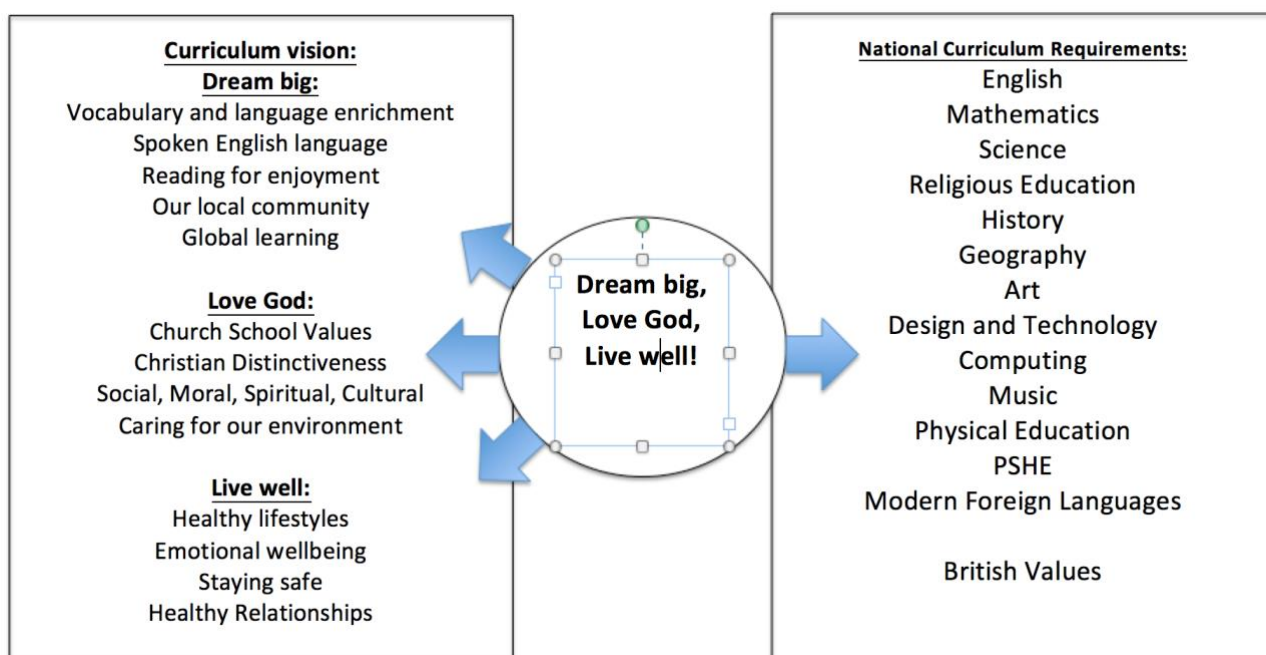 Curriculum vision:
Dream big:
Vocabulary and language enrichment
Spoken English language
Reading for enjoyment
Our local community
Global learning
Love God:
Church School Values
Christian Distinctiveness
Social, Moral, Spiritual, Cultural
Caring for our environment
Live well:
Healthy lifestyles
Emotional wellbeing
Staying safe
Healthy Relationships
Dream big,
Love God,
Live well!
National Curriculum Requirements:
English
Mathematics
Science
Religious Education
History
Geography
Art
Design and Technology
Computing
Music
Physical Education
PSHE
Modern Foreign Languages
British Values